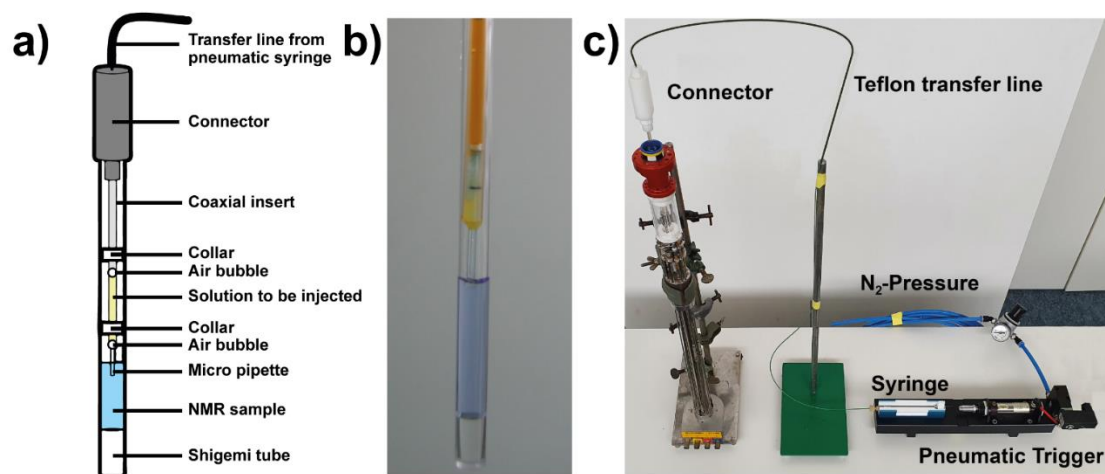 a)
Transfer line from
pneumatic syringe
Connector
Coaxial insert
Collar
Air bubble
Solution to be injected
Collar
Air bubble
Micro pipette
NMR sample
Shigemi tube
b)
c)
Connector
Teflon transfer line
N₂-Pressure
Syringe
Pneumatic Trigger